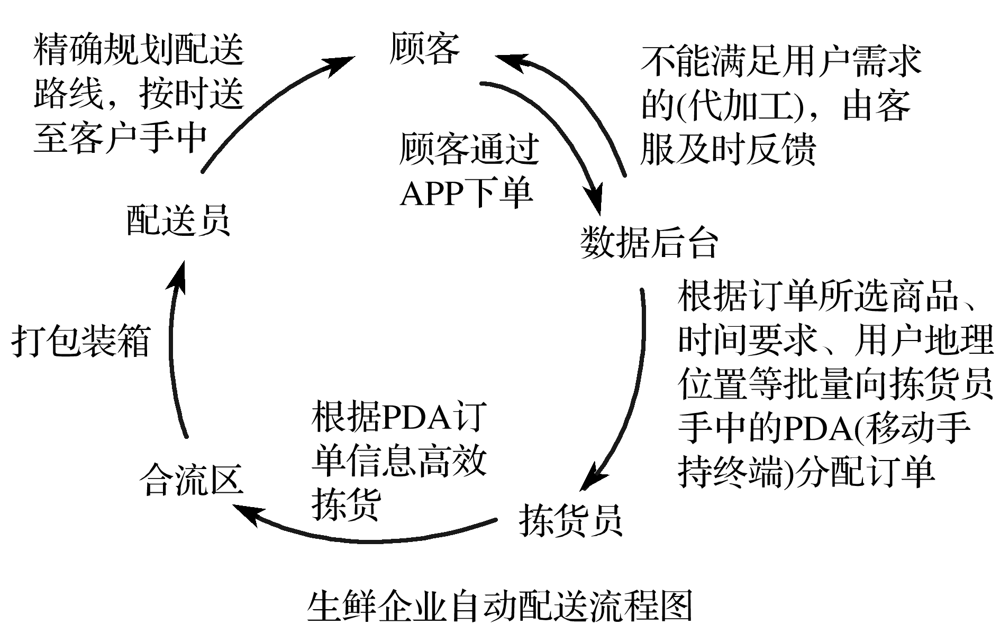 精确规划配送
路线，按时送
至客户手中
顾客
不能满足用户需求
的(代加工)，由客
服及时反馈
顾客通过
APP下单
配送员
数据后台
根据订单所选商品、
时间要求、用户地理
位置等批量向拣货员
手中的PDA(移动手
持终端)分配订单
打包装箱
根据PDA订
单信息高效
拣货
合流区
拣货员
生鲜企业自动配送流程图